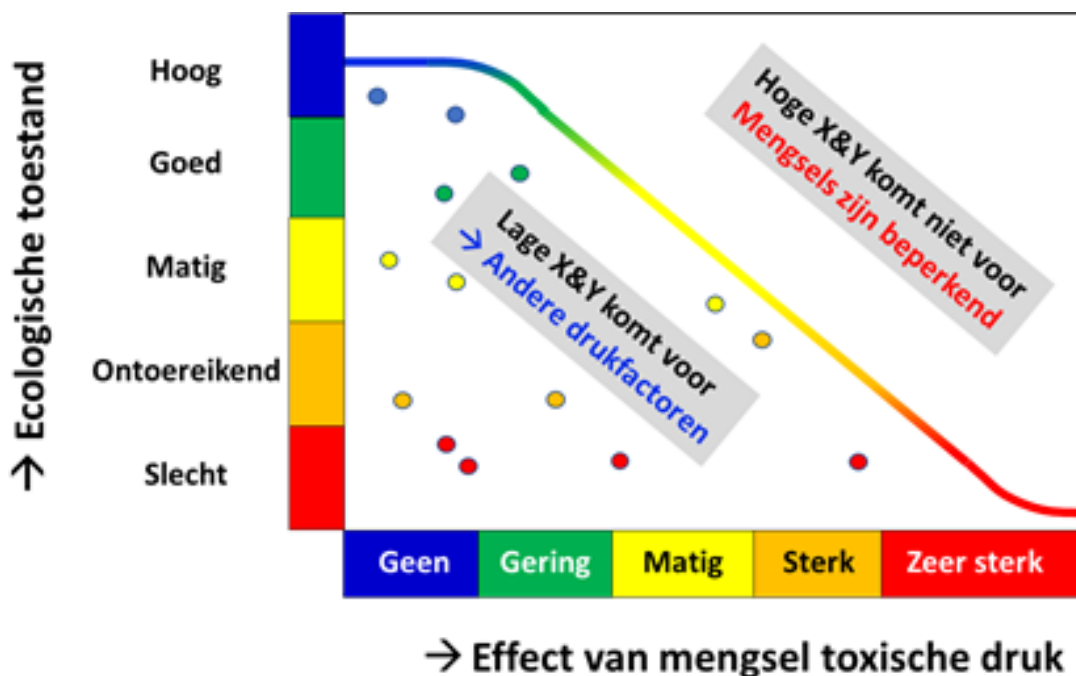 → Ecologische toestand
Hoog
Goed
Matig
Ontoereikend
Slecht
Hoge X&Y komt niet voor
Mengsels zijn beperkend
Lage X&Y komt voor
→ Andere drukfactoren
Geen
Gering
Matig
Sterk
Zeer sterk
→ Effect van mengsel toxische druk